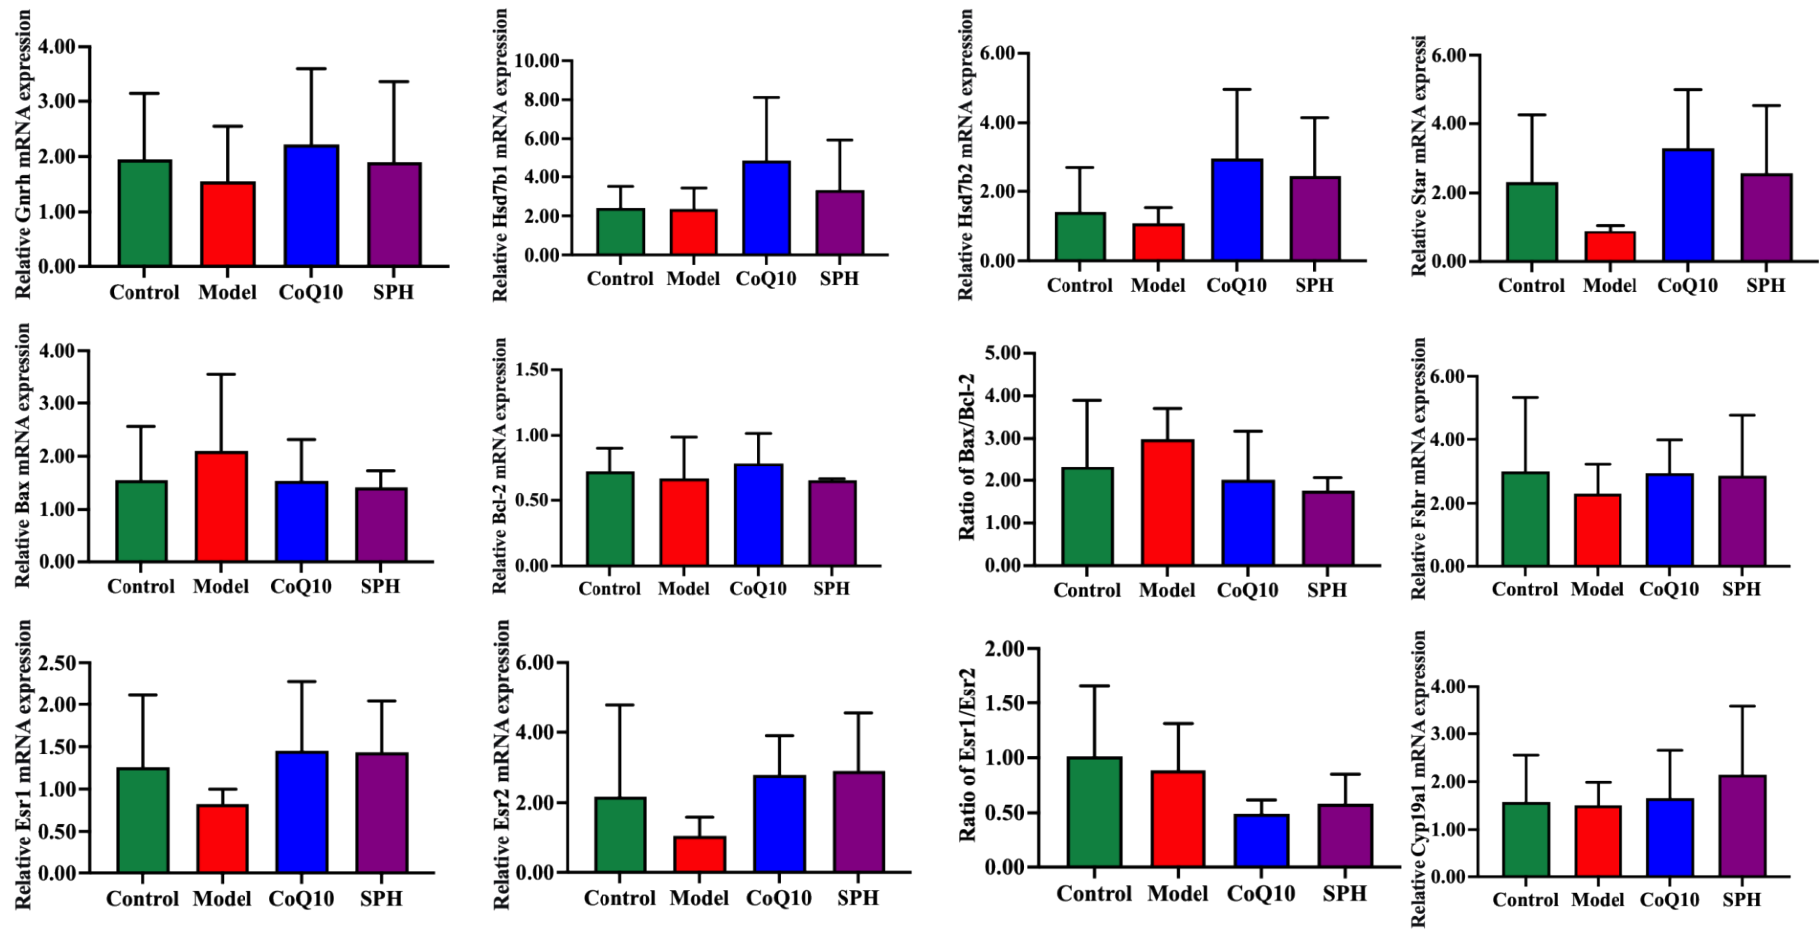 Relative Gnrh mRNA expression
4.00
3.00
2.00
1.00
0.00
Control Model CoQ10 SPH
Relative Hsd7b1 mRNA expression
10.00
8.00
6.00
4.00
2.00
0.00
Control Model CoQ10 SPH
Relative Hsd7b2 mRNA expression
6.00
4.00
2.00
0.00
Control Model CoQ10 SPH
Relative Star mRNA expressi
6.00
4.00
2.00
0.00
Control Model CoQ10 SPH
Relative Bax mRNA expression
4.00
3.00
2.00
1.00
0.00
Control Model CoQ10 SPH
Relative Bcl-2 mRNA expression
1.50
1.00
0.50
0.00
Control Model CoQ10 SPH
Ratio of Bax/Bcl-2
5.00
4.00
3.00
2.00
1.00
0.00
Control Model CoQ10 SPH
Relative Fshr mRNA expression
6.00
4.00
2.00
0.00
Control Model CoQ10 SPH
Relative Esr1 mRNA expression
2.50
2.00
1.50
1.00
0.50
0.00
Control Model CoQ10 SPH
Relative Esr2 mRNA expression
6.00
4.00
2.00
0.00
Control Model CoQ10 SPH
Ratio of Esr1/Esr2
2.00
1.50
1.00
0.50
0.00
Control Model CoQ10 SPH
Relative Cyp19a1 mRNA expression
4.00
3.00
2.00
1.00
0.00
Control Model CoQ10 SPH